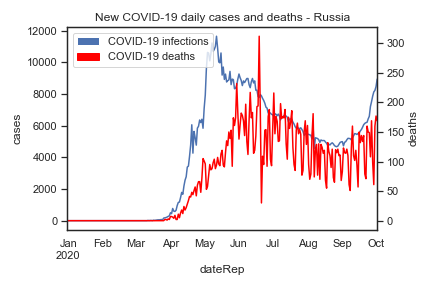 New COVID-19 daily cases and deaths - Russia
COVID-19 infections
COVID-19 deaths
cases
12000
10000
8000
6000
4000
2000
0
deaths
300
250
200
150
100
50
0
Jan Feb Mar Apr May Jun Jul Aug Sep Oct
2020
dateRep